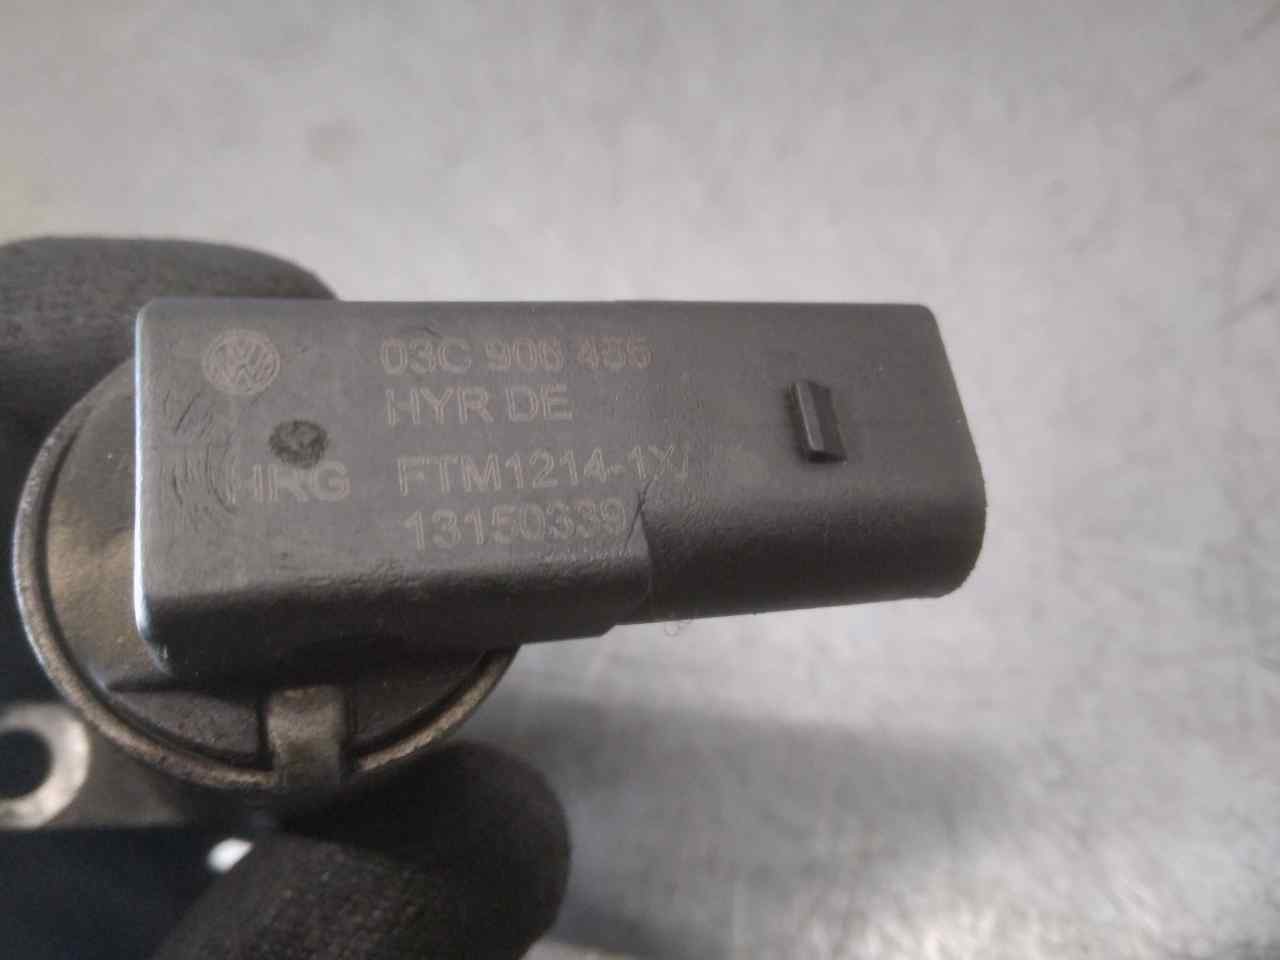 03C 906 455
HYR DE
HRG FTM1214-1X
13150339